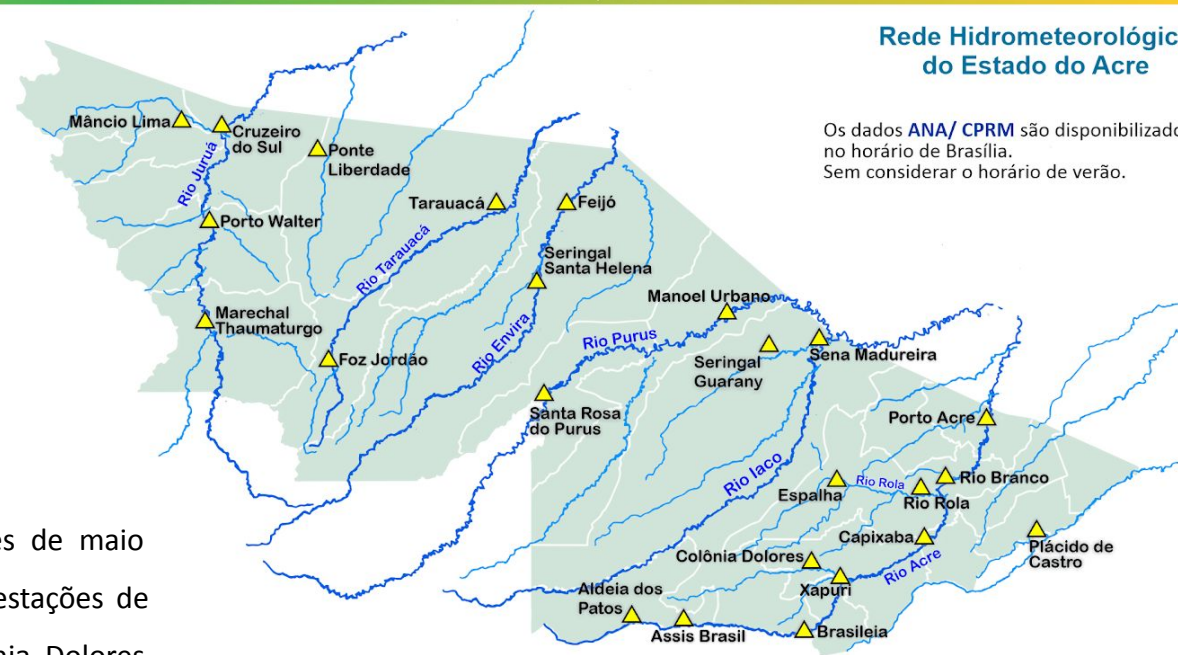 Rede Hidrometeorológic
do Estado do Acre
Os dados ANA/ CPRM são disponibilizado
no horário de Brasília.
Sem considerar o horário de verão.
Mâncio Lima
Cruzeiro
do Sul
Ponte
Liberdade
Rio Juruá
Porto Walter
Tarauacá
Feijó
Rio Tarauacá
Seringal
Santa Helena
Marechal
Thaumaturgo
Foz Jordão
Rio Envira
Manoel Urbano
Rio Purus
Seringal
Guarany
Sena Madureira
Santa Rosa
do Purus
Porto Acre
Rio Iaco
Espalha
Rio Rola
Rio Branco
Rio Rola
Capixaba
Plácido de
Castro
Colônia Dolores
Rio Acre
Xapuri
Aldeia dos
Patos
Assis Brasil
Brasileia
es de maio
estações de
nia Dolores